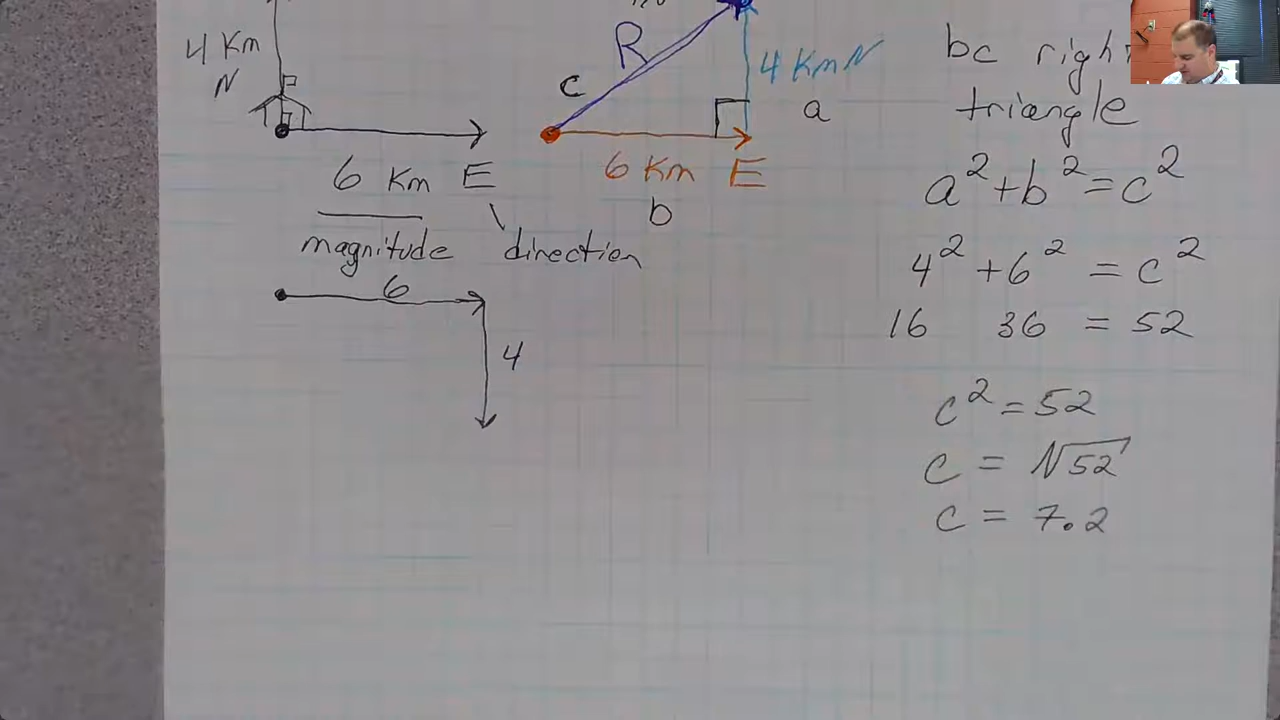 4 Km
N
6 Km E
magnitude direction
6
4
R
c
4 Km N
a
6 Km E
b
bc
triangle
a² + b² = c²
4² + 6² = c²
16 36 = 52
c² = 52
c = √52
c = 7.2